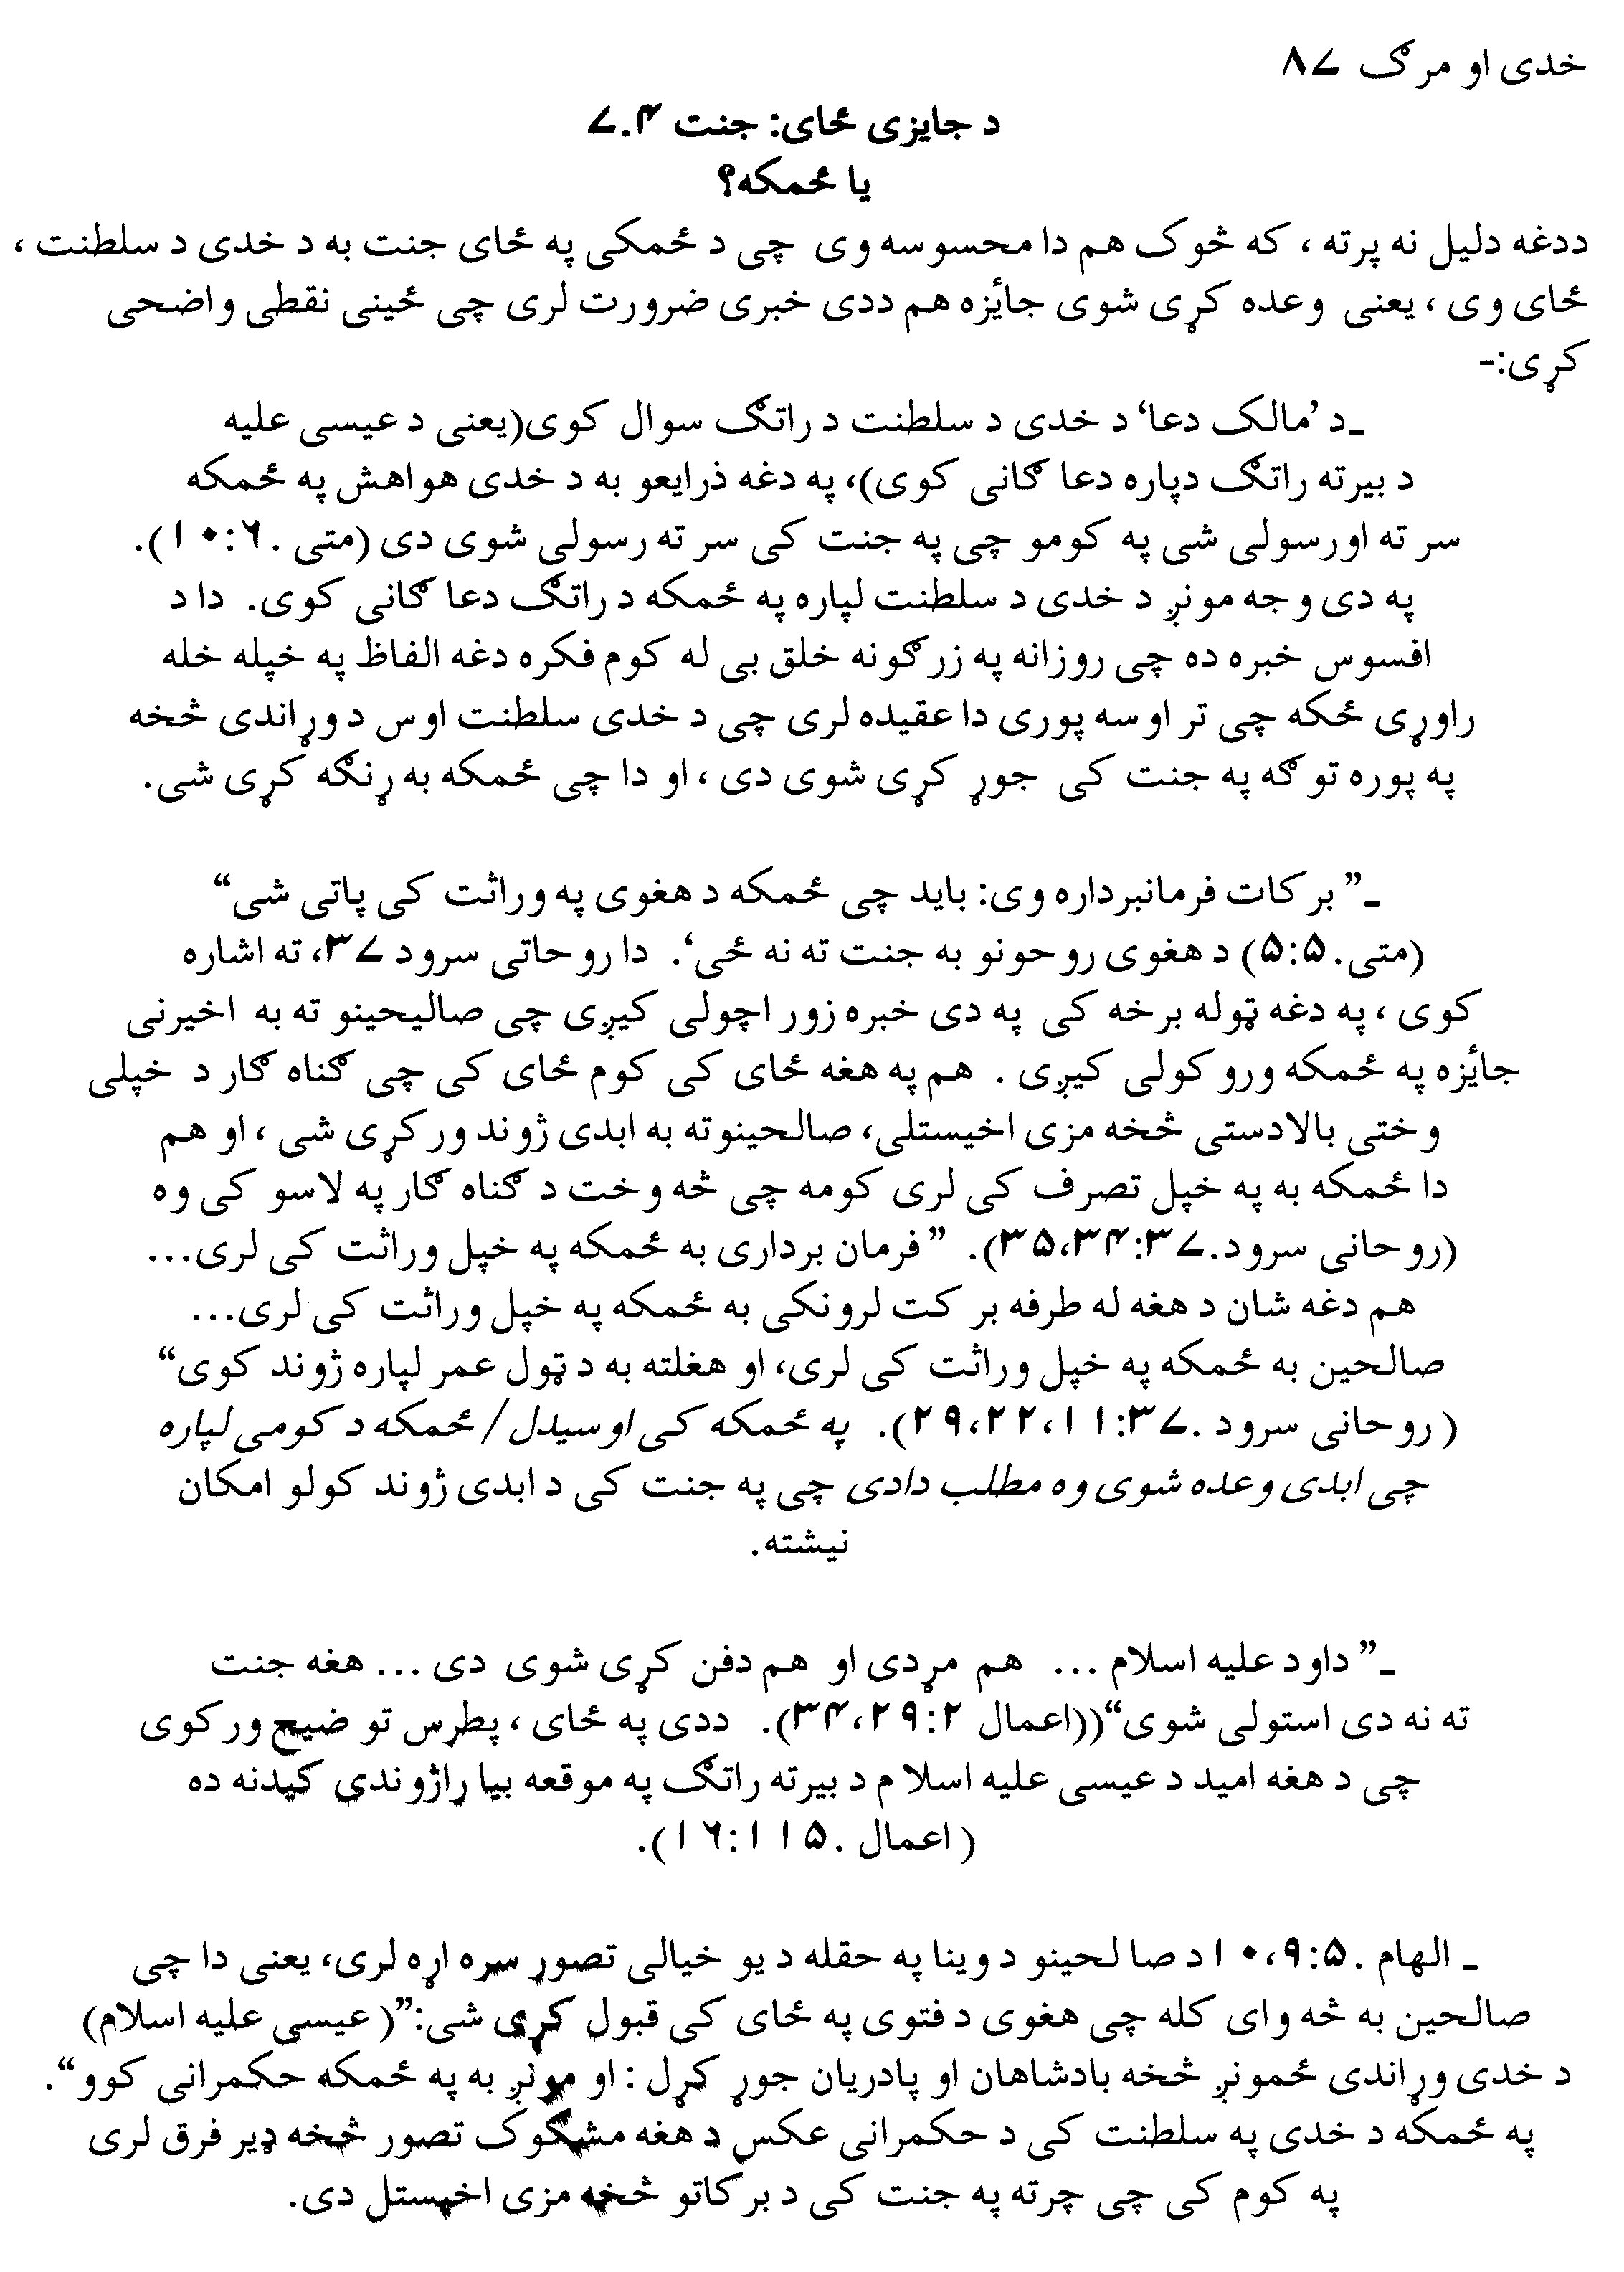 خدی او مرګ ۸۷
د جایزی ځای: جنت ۷.۴
یا ځمکه؟
ددغه دلیل نه پرته ، که څوک هم دا محسوسه وی چی د ځمکی په ځای جنت به د خدی د سلطنت ،
ځای وی ، یعنی وعده کړی شوی جائزه هم ددی خبری ضرورت لری چی ځینی نقطی واضحی
کړی:-
_د ’مالک دعا‘ د خدی د سلطنت د راتګ سوال کوی(یعنی د عیسی علیه
د بیرته راتګ دپاره دعا ګانی کوی)، په دغه ذرایعو به د خدی هواهش په ځمکه
سر ته اورسولی شی په کومو چی په جنت کی سر ته رسولی شوی دی (متی .۱۰:۶).
په دی وجه مونږ د خدی د سلطنت لپاره په ځمکه د راتګ دعا ګانی کوی. دا د
افسوس خبره ده چی روزانه په زرګونه خلق بی له کوم فکره دغه الفاظ په خپله خله
راوړی ځکه چی تر اوسه پوری دا عقیده لری چی د خدی سلطنت اوس د وړاندی څخه
په پوره توګه په جنت کی جوړ کړی شوی دی ، او دا چی ځمکه به ړنګه کړی شی.
_” برکات فرمانبرداره وی: باید چی ځمکه د هغوی په وراثت کی پاتی شی“
(متی.۵:۵) د هغوی روحونو به جنت ته نه ځی‘. دا روحاتی سرود ۳۷، ته اشاره
کوی ، په دغه ټوله برخه کی په دی خبره زور اچولی کیږی چی صالیحینو ته به اخیرنی
جائزه په ځمکه ورو کولی کیږی . هم په هغه ځای کی کوم ځای کی چی ګناه ګار د خپلی
وختی بالادستی څخه مزی اخیستلی، صالحینوته به ابدی ژوند ور کړی شی ، او هم
دا ځمکه به په خپل تصرف کی لری کومه چی څه وخت د ګناه ګار په لاسو کی وه
(روحانی سرود.۳۵،۳۴:۳۷). ” فرمان برداری به ځمکه په خپل وراثت کی لری...
هم دغه شان د هغه له طرفه برکت لرونکی به ځمکه په خپل وراثت کی لری...
صالحین به ځمکه په خپل وراثت کی لری، او هغلته به د ټول عمر لپاره ژوند کوی“
( روحانی سرود .۲۹،۲۲،۱۱:۳۷). په ځمکه کی اوسیدل / ځمکه د کومی لپاره
چی ابدی وعده شوی وه مطلب دادی چی په جنت کی د ابدی ژوند کولو امکان
نیشته.
_” داود علیه اسلام ... هم مړدی او هم دفن کړی شوی دی ... هغه جنت
ته نه دی استولی شوی“((اعمال ۳۴،۲۹:۲). ددی په ځای ، پطرس توضیح ورکوی
چی د هغه امید د عیسی علیه اسلام د بیرته راتګ په موقعه بیا راژوندی کیدنه ده
( اعمال .۱۶:۱۱۵).
_ الهام .۱۰،۹:۵ د صالحینو د وینا په حقله د یو خیالی تصور سره اړه لری، یعنی دا چی
صالحین به څه وای کله چی هغوی د فتوی په ځای کی قبول کړی شی:”( عیسی علیه اسلام)
د خدی وړاندی ځمونږ څخه بادشاهان او پادریان جوړ کړل : او مونږ به په ځمکه حکمرانی کوو“.
په ځمکه د خدی په سلطنت کی د حکمرانی عکس د هغه مشکوک تصور څخه ډیر فرق لری
په کوم کی چی چرته په جنت کی د برکاتو څخه مزی اخیستل دی.